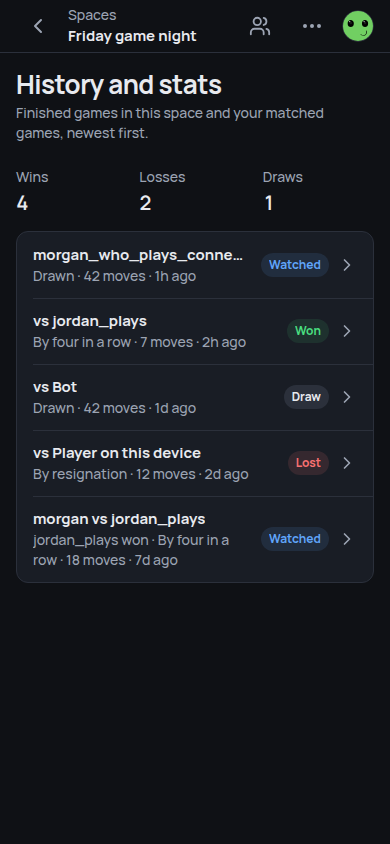 Spaces
Friday game night
History and stats
Finished games in this space and your matched
games, newest first.
Wins
Losses
Draws
4
2
1
morgan_who_plays_conne…
Watched
Drawn · 42 moves · 1h ago
vs jordan_plays
Won
By four in a row · 7 moves · 2h ago
vs Bot
Draw
Drawn · 42 moves · 1d ago
vs Player on this device
Lost
By resignation · 12 moves · 2d ago
morgan vs jordan_plays
jordan_plays won · By four in a
Watched
row · 18 moves · 7d ago